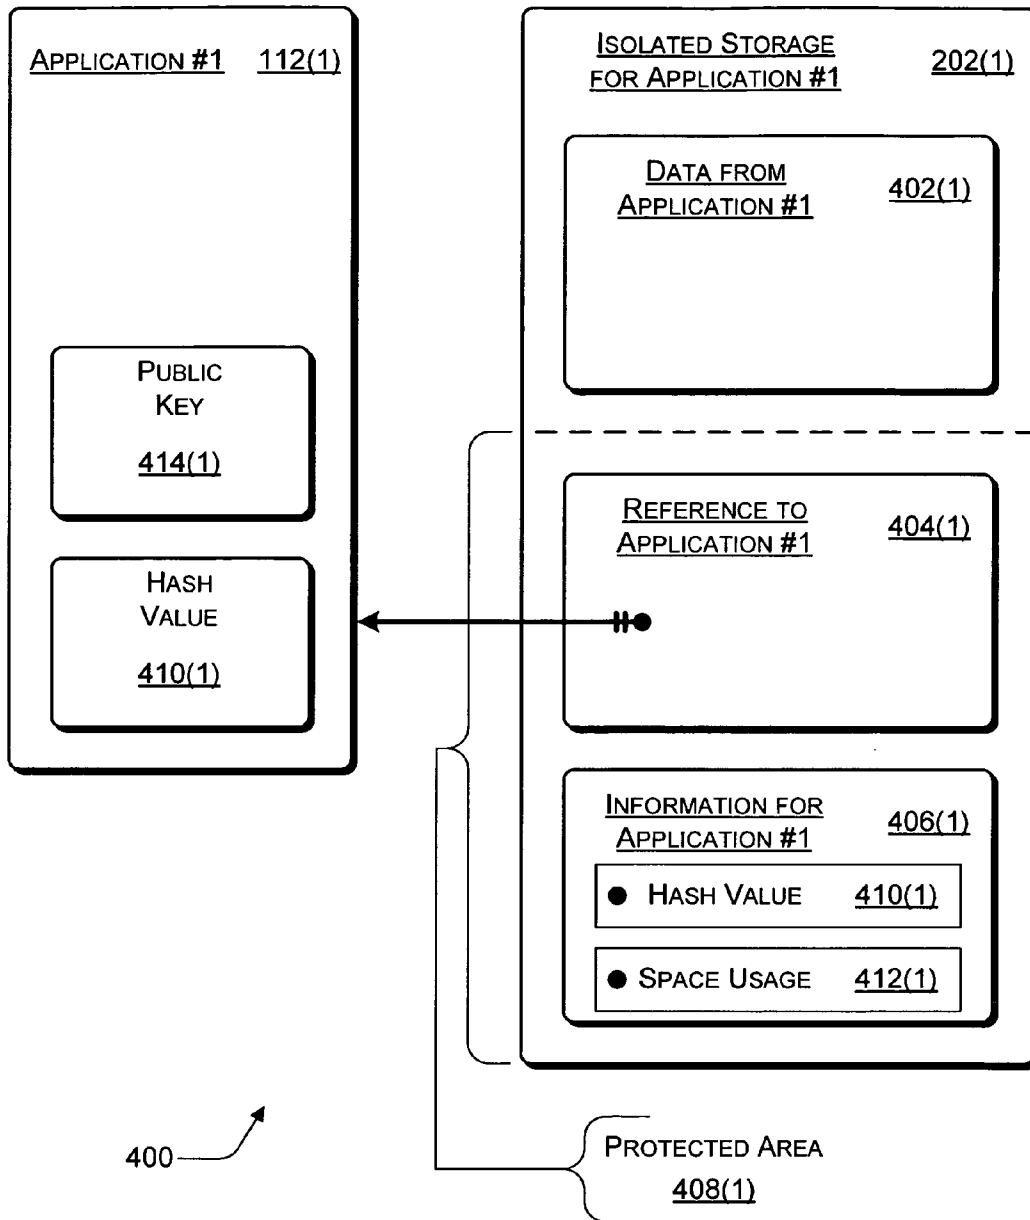 APPLICATION #1 112(1)
PUBLIC
KEY
414(1)
HASH
VALUE
410(1)
ISOLATED STORAGE
FOR APPLICATION #1 202(1)
DATA FROM
APPLICATION #1 402(1)
REFERENCE TO
APPLICATION #1 404(1)
INFORMATION FOR
APPLICATION #1 406(1)
HASH VALUE 410(1)
SPACE USAGE 412(1)
400
PROTECTED AREA
408(1)